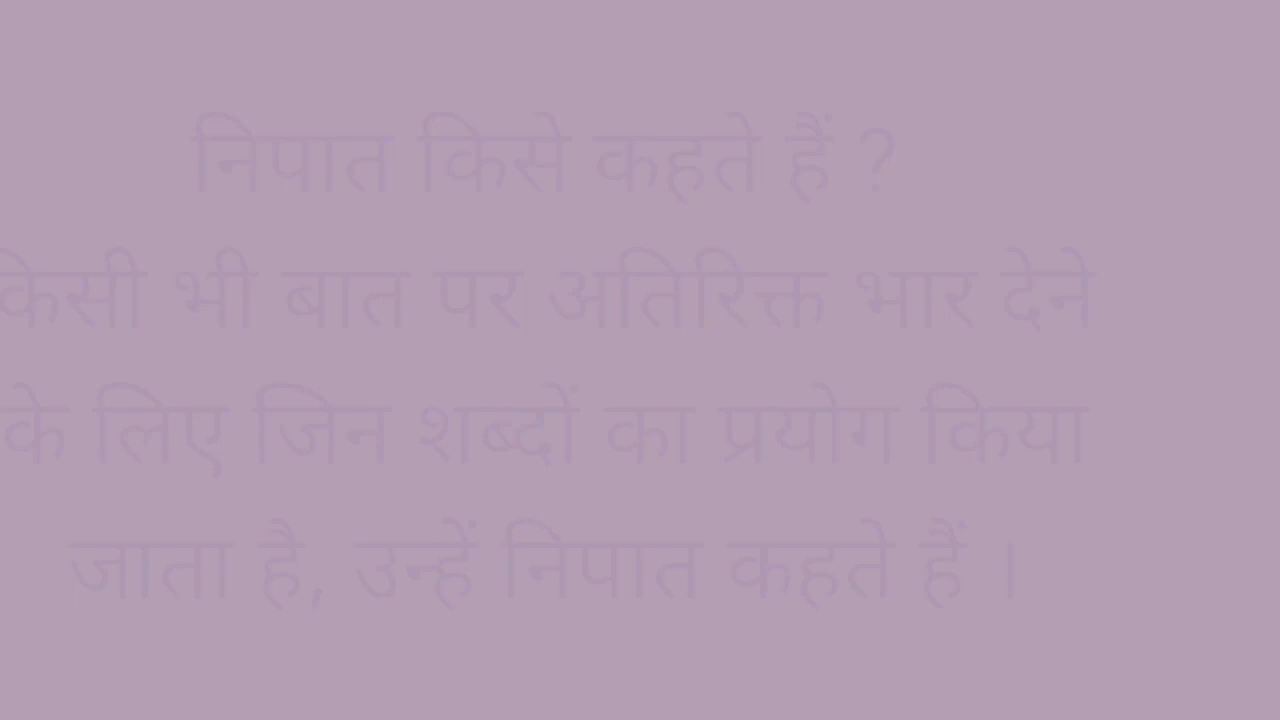 निपात किसे कहते हैं ?
किसी भी बात पर अतिरिक्त भार देने
के लिए जिन शब्दों का प्रयोग किया
जाता है, उन्हें निपात कहते हैं ।